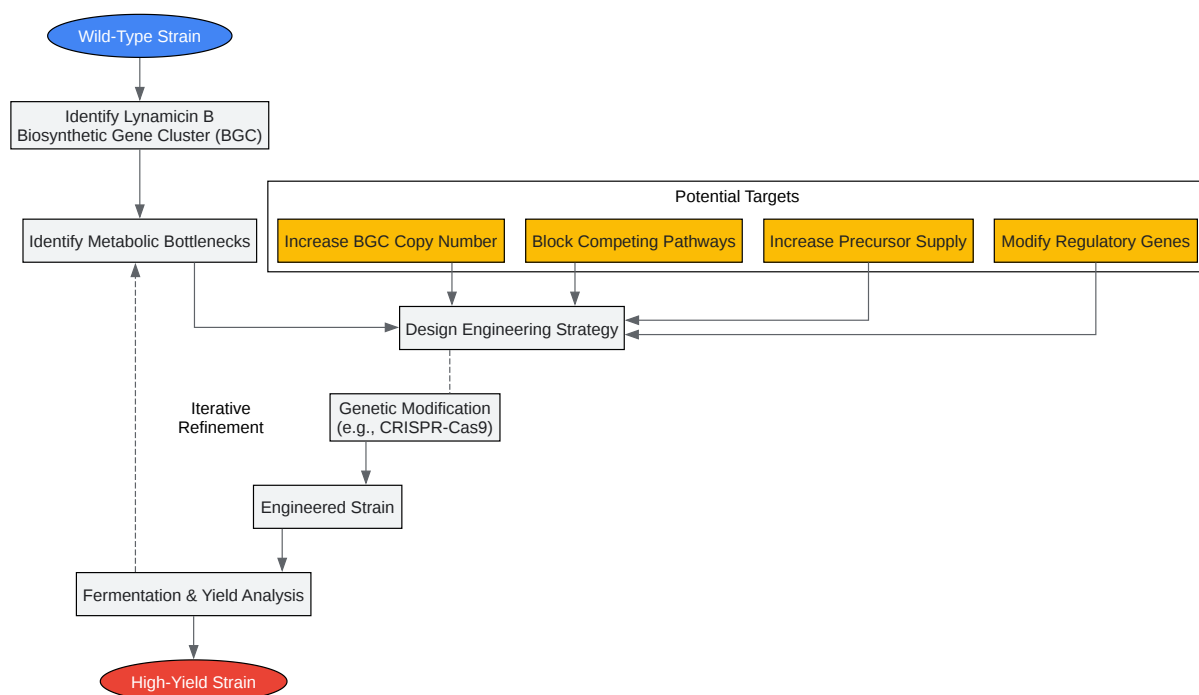 Wild-Type Strain
Identify Lynamicin B
Biosynthetic Gene Cluster (BGC)
Potential Targets
Identify Metabolic Bottlenecks
Increase BGC Copy Number
Block Competing Pathways
Increase Precursor Supply
Modify Regulatory Genes
Design Engineering Strategy
Iterative
Refinement
Genetic Modification
(e.g., CRISPR-Cas9)
Engineered Strain
Fermentation & Yield Analysis
High-Yield Strain